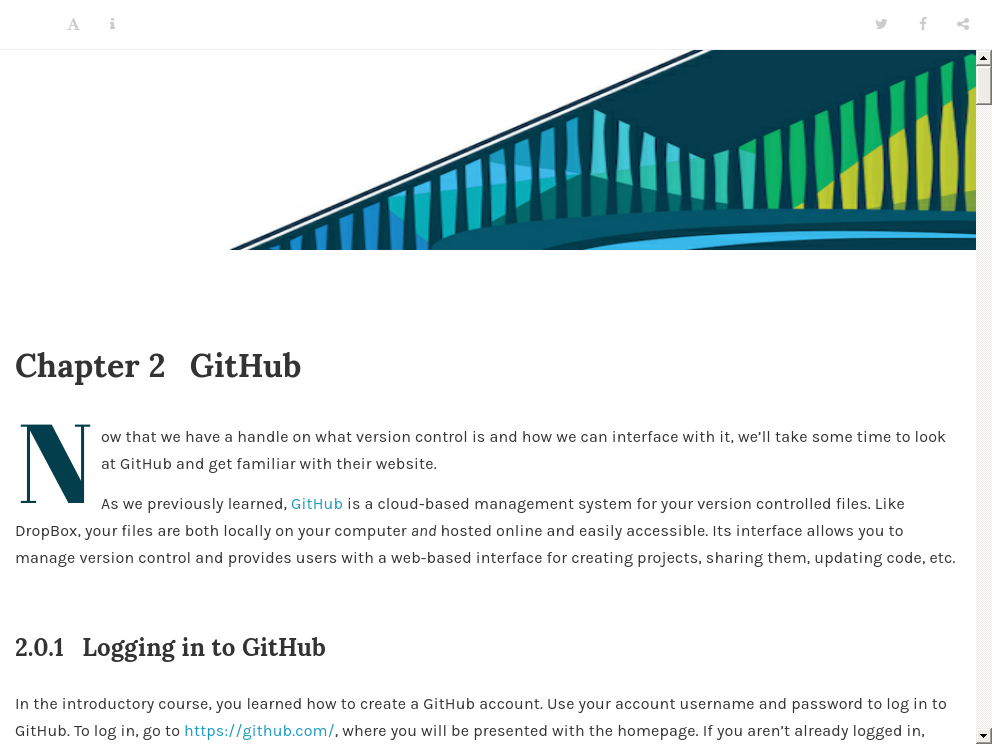 Chapter 2 GitHub
Now that we have a handle on what version control is and how we can interface with it, we’ll take some time to look
at GitHub and get familiar with their website.
As we previously learned, GitHub is a cloud-based management system for your version controlled files. Like
DropBox, your files are both locally on your computer and hosted online and easily accessible. Its interface allows you to
manage version control and provides users with a web-based interface for creating projects, sharing them, updating code, etc.
2.0.1 Logging in to GitHub
In the introductory course, you learned how to create a GitHub account. Use your account username and password to log in to
GitHub. To log in, go to https://github.com/, where you will be presented with the homepage. If you aren’t already logged in,